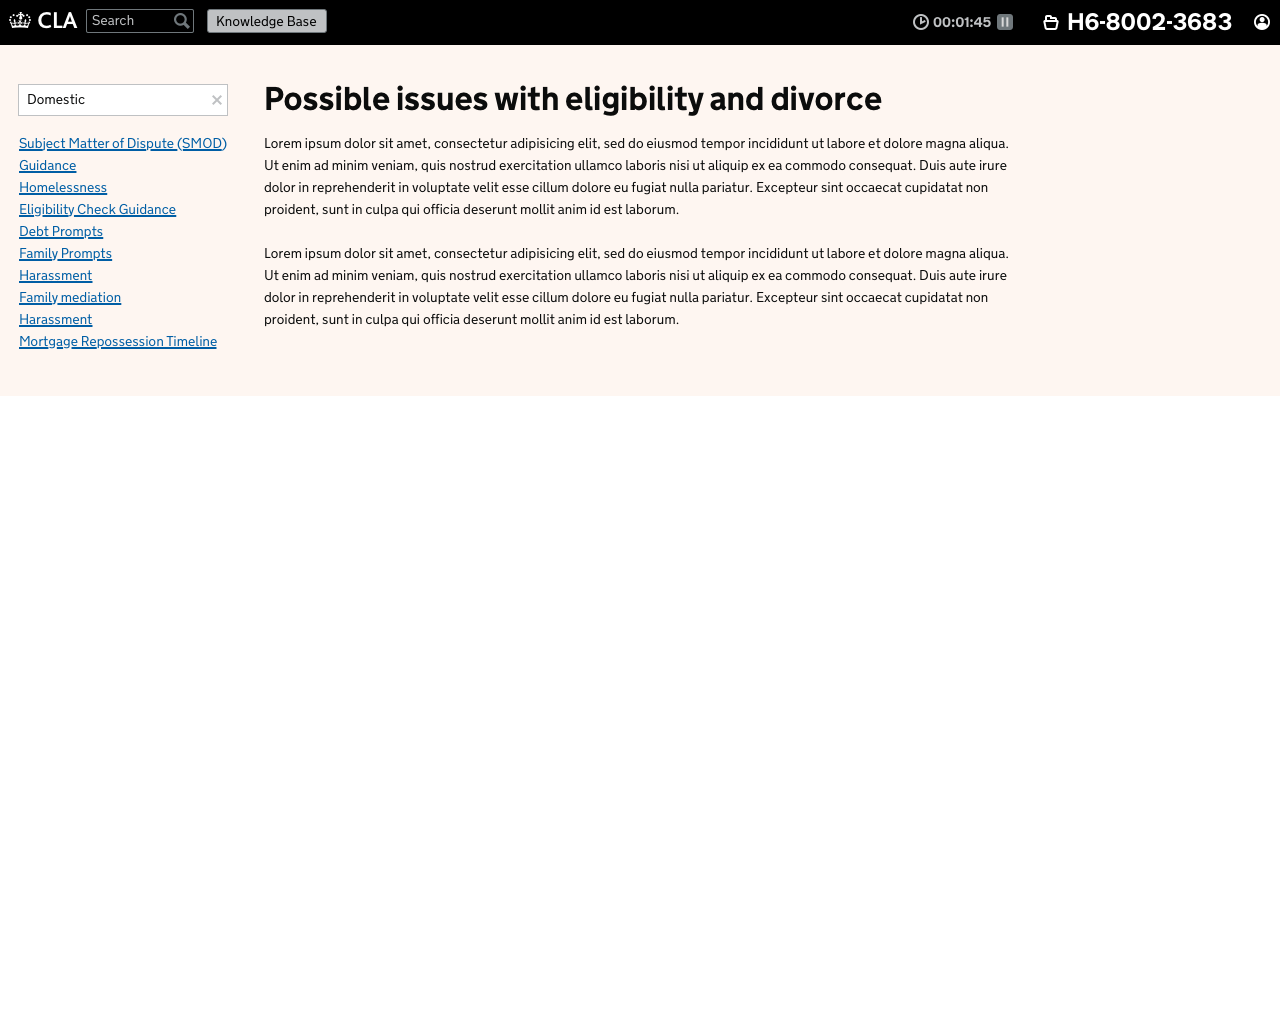 CLA Search Knowledge Base 00:01:45 H6-8002-3683
Domestic
Subject Matter of Dispute (SMOD)
Guidance
Homelessness
Eligibility Check Guidance
Debt Prompts
Family Prompts
Harassment
Family mediation
Harassment
Mortgage Repossession Timeline
Possible issues with eligibility and divorce
Lorem ipsum dolor sit amet, consectetur adipisicing elit, sed do eiusmod tempor incididunt ut labore et dolore magna aliqua.
Ut enim ad minim veniam, quis nostrud exercitation ullamco laboris nisi ut aliquip ex ea commodo consequat. Duis aute irure
dolor in reprehenderit in voluptate velit esse cillum dolore eu fugiat nulla pariatur. Excepteur sint occaecat cupidatat non
proident, sunt in culpa qui officia deserunt mollit anim id est laborum.
Lorem ipsum dolor sit amet, consectetur adipisicing elit, sed do eiusmod tempor incididunt ut labore et dolore magna aliqua.
Ut enim ad minim veniam, quis nostrud exercitation ullamco laboris nisi ut aliquip ex ea commodo consequat. Duis aute irure
dolor in reprehenderit in voluptate velit esse cillum dolore eu fugiat nulla pariatur. Excepteur sint occaecat cupidatat non
proident, sunt in culpa qui officia deserunt mollit anim id est laborum.